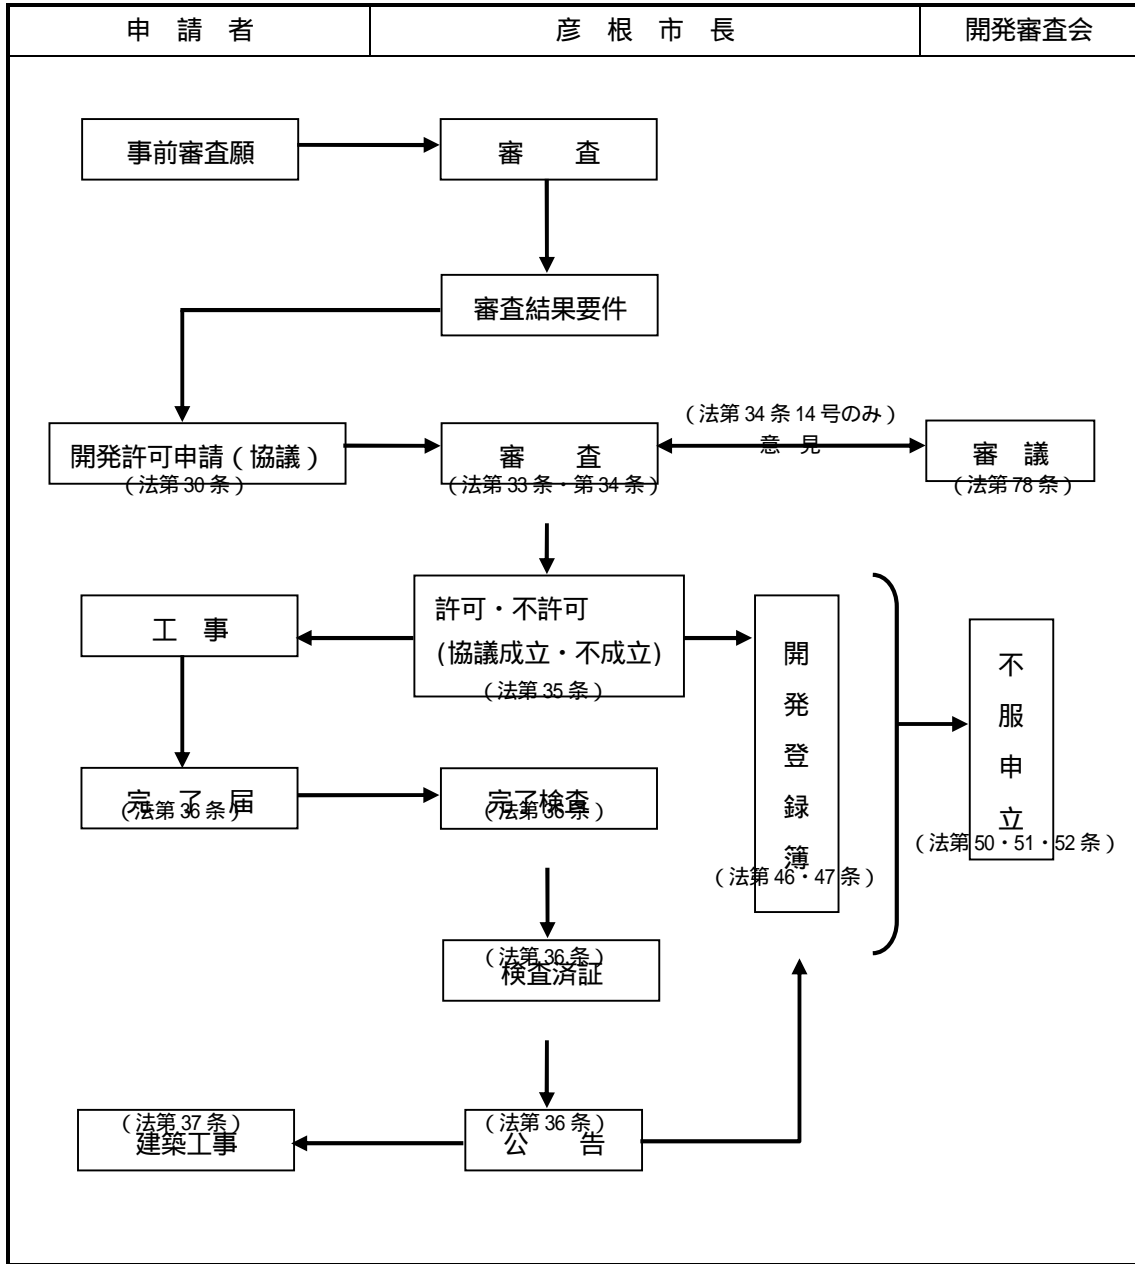 申 請 者
彦 根 市 長
開発審査会
事前審査願
審 査
審査結果要件
開発許可申請（協議）
（法第30条）
審 査
（法第33条・第34条）
（法第34条14号のみ）
意 見
審 議
（法第78条）
工 事
許可・不許可
(協議成立・不成立)
（法第35条）
開発登録簿
（法第46・47条）
不服申立
（法第50・51・52条）
完 了 届
（法第36条）
完了検査
（法第36条）
（法第36条）
検査済証
（法第37条）
建築工事
（法第36条）
公 告